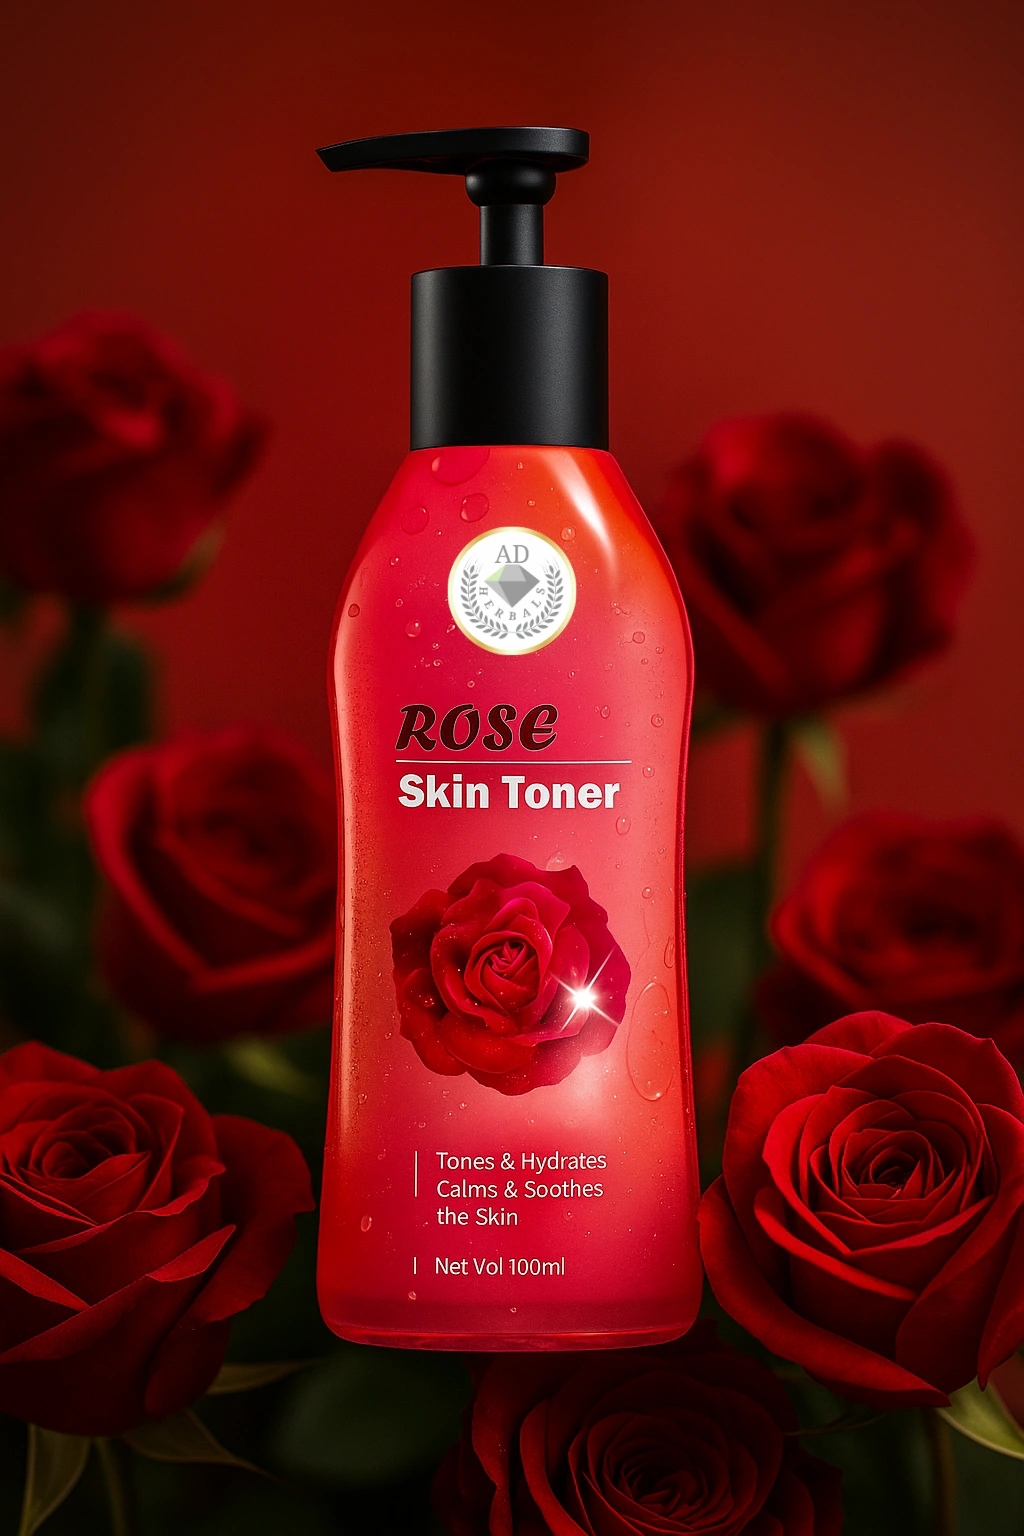 AD
HERBALS
ROSE
Skin Toner
Tones & Hydrates
Calms & Soothes
the Skin
Net Vol 100ml